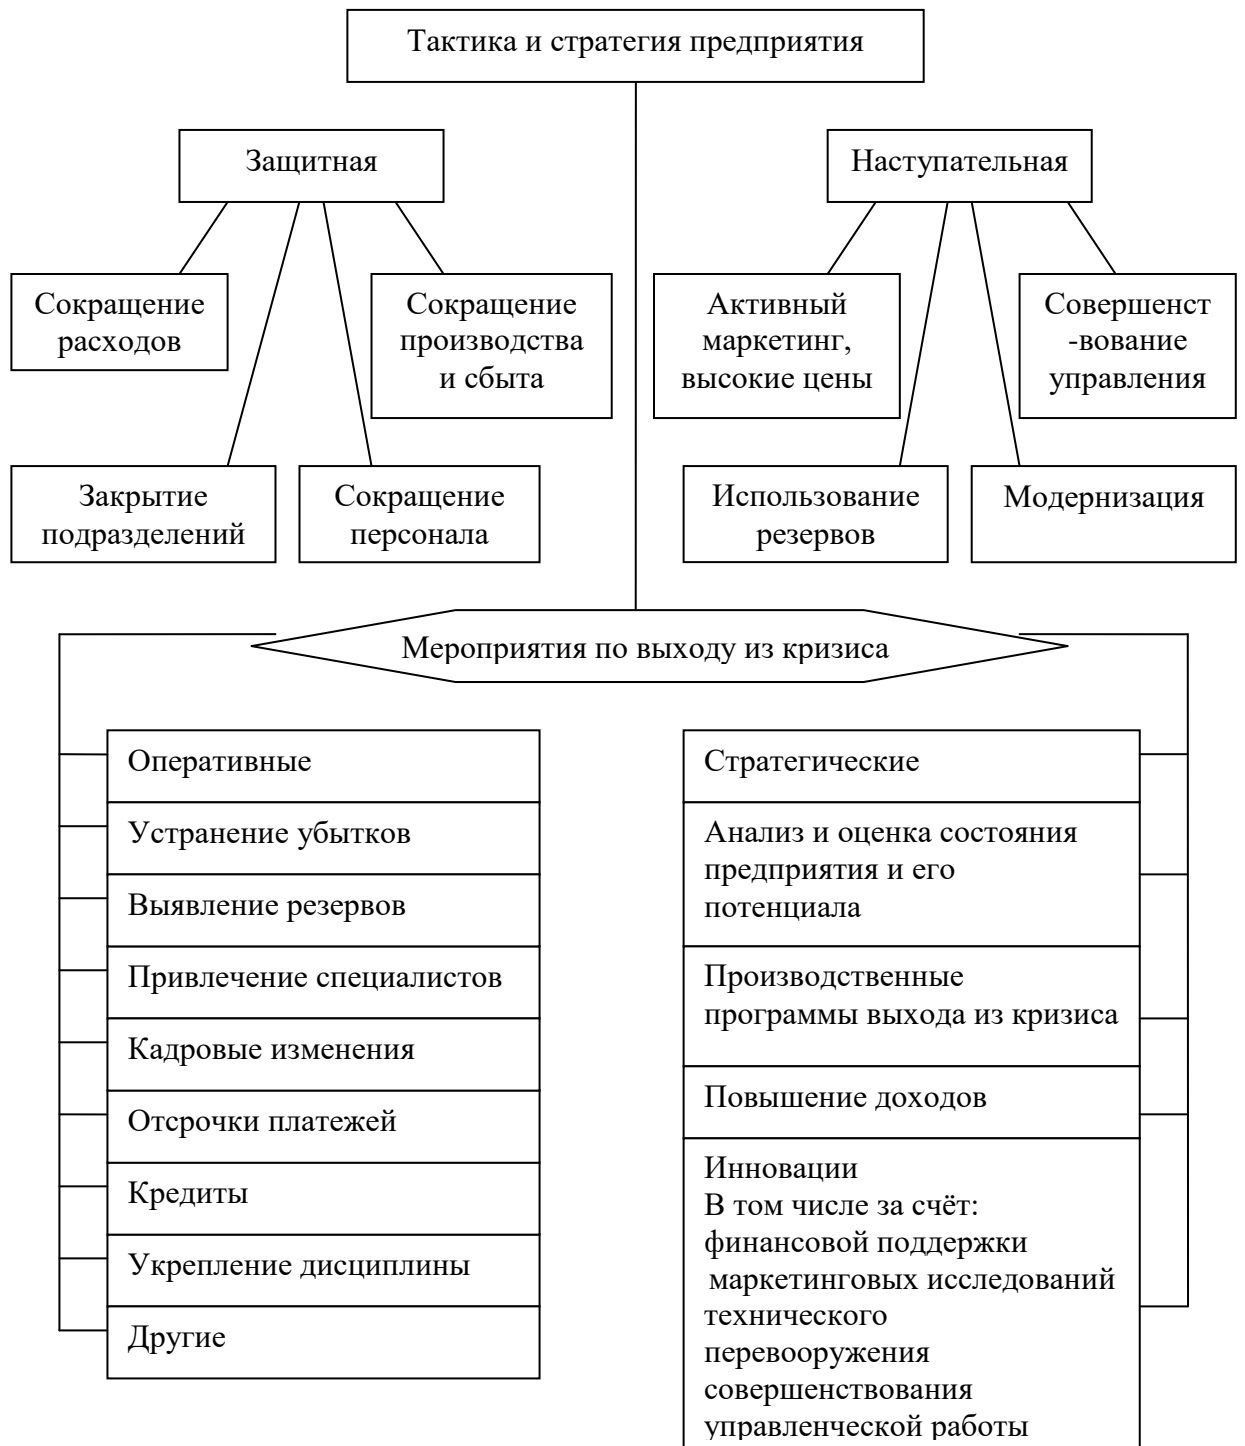 Тактика и стратегия предприятия
Защитная
Наступательная
Сокращение
расходов
Сокращение
производства
и сбыта
Активный
маркетинг,
высокие цены
Совершенст
-вование
управления
Закрытие
подразделений
Сокращение
персонала
Использование
резервов
Модернизация
Мероприятия по выходу из кризиса
Оперативные
Устранение убытков
Выявление резервов
Привлечение специалистов
Кадровые изменения
Отсрочки платежей
Кредиты
Укрепление дисциплины
Другие
Стратегические
Анализ и оценка состояния
предприятия и его
потенциала
Производственные
программы выхода из кризиса
Повышение доходов
Инновации
В том числе за счёт:
финансовой поддержки
маркетинговых исследований
технического
перевооружения
совершенствования
управленческой работы